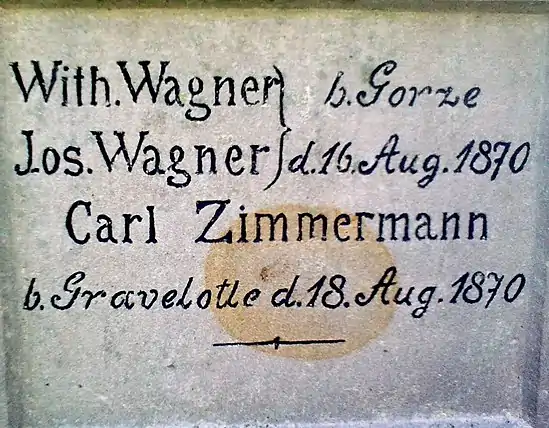 With. Wagner } b. Gorze
Jos. Wagner } d. 16. Aug. 1870
Carl Zimmermann
b. Gravelotte d. 18. Aug. 1870